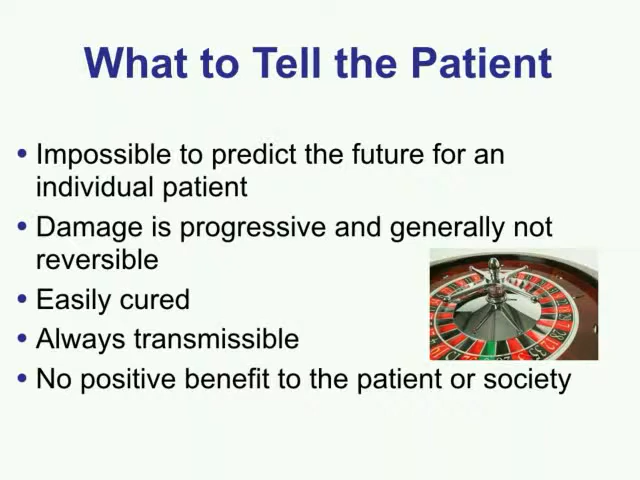 What to Tell the Patient
• Impossible to predict the future for an
individual patient
• Damage is progressive and generally not
reversible
• Easily cured
• Always transmissible
• No positive benefit to the patient or society